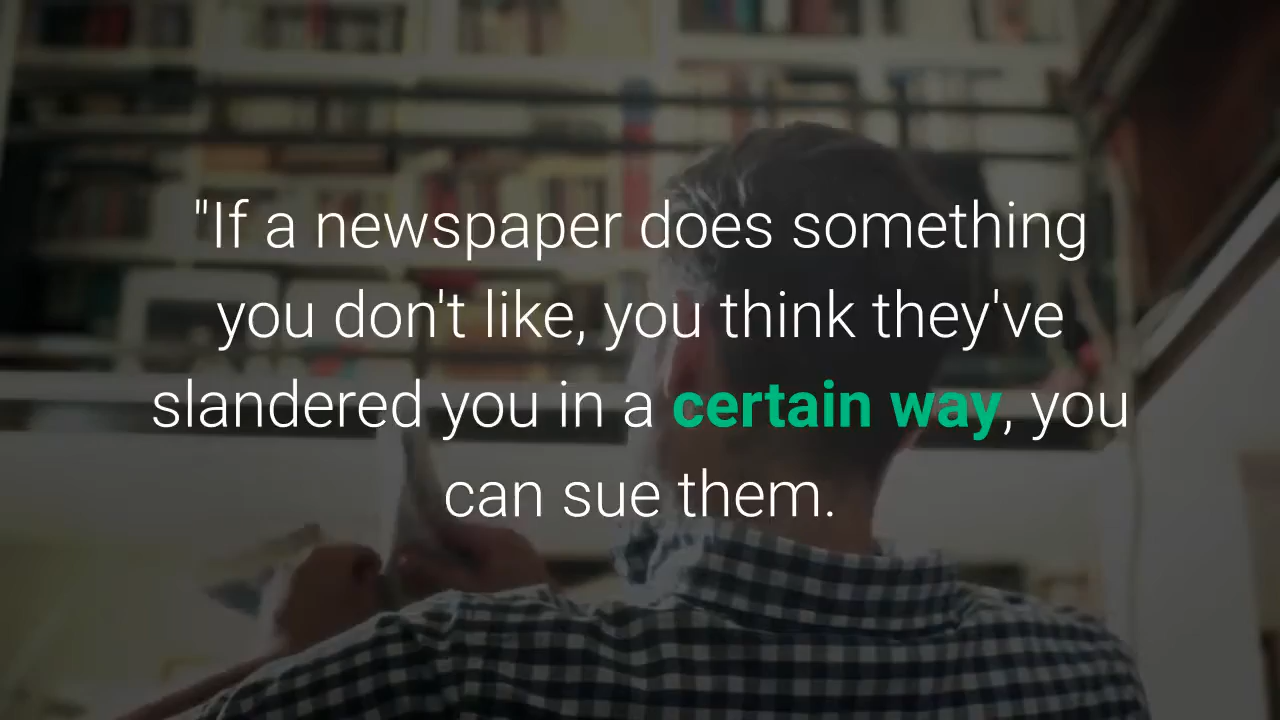 "If a newspaper does something
you don't like, you think they've
slandered you in a certain way, you
can sue them.